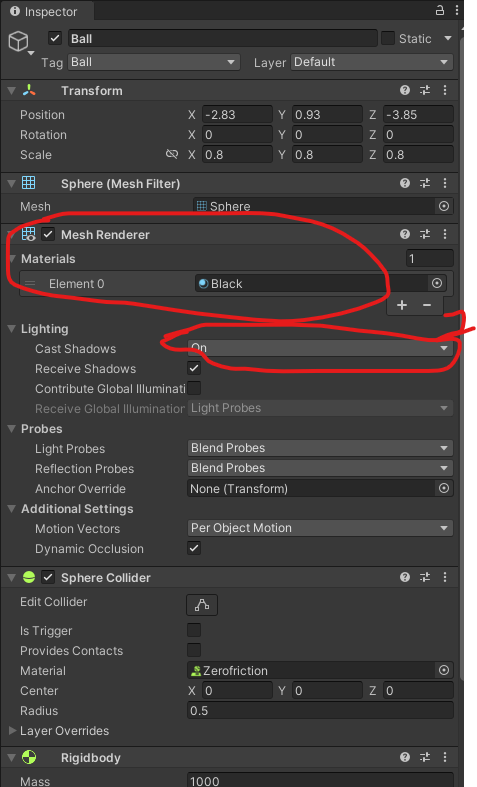 Inspector
Ball Static
Tag Ball Layer Default
Transform
Position X -2.83 Y 0.93 Z -3.85
Rotation X 0 Y 0 Z 0
Scale X 0.8 Y 0.8 Z 0.8
Sphere (Mesh Filter)
Mesh Sphere
Mesh Renderer
Materials 1
Element 0 Black
+ −
Lighting
Cast Shadows On
Receive Shadows
Contribute Global Illuminati
Receive Global Illumination Light Probes
Probes
Light Probes Blend Probes
Reflection Probes Blend Probes
Anchor Override None (Transform)
Additional Settings
Motion Vectors Per Object Motion
Dynamic Occlusion
Sphere Collider
Edit Collider
Is Trigger
Provides Contacts
Material Zerofriction
Center X 0 Y 0 Z 0
Radius 0.5
Layer Overrides
Rigidbody
Mass 1000